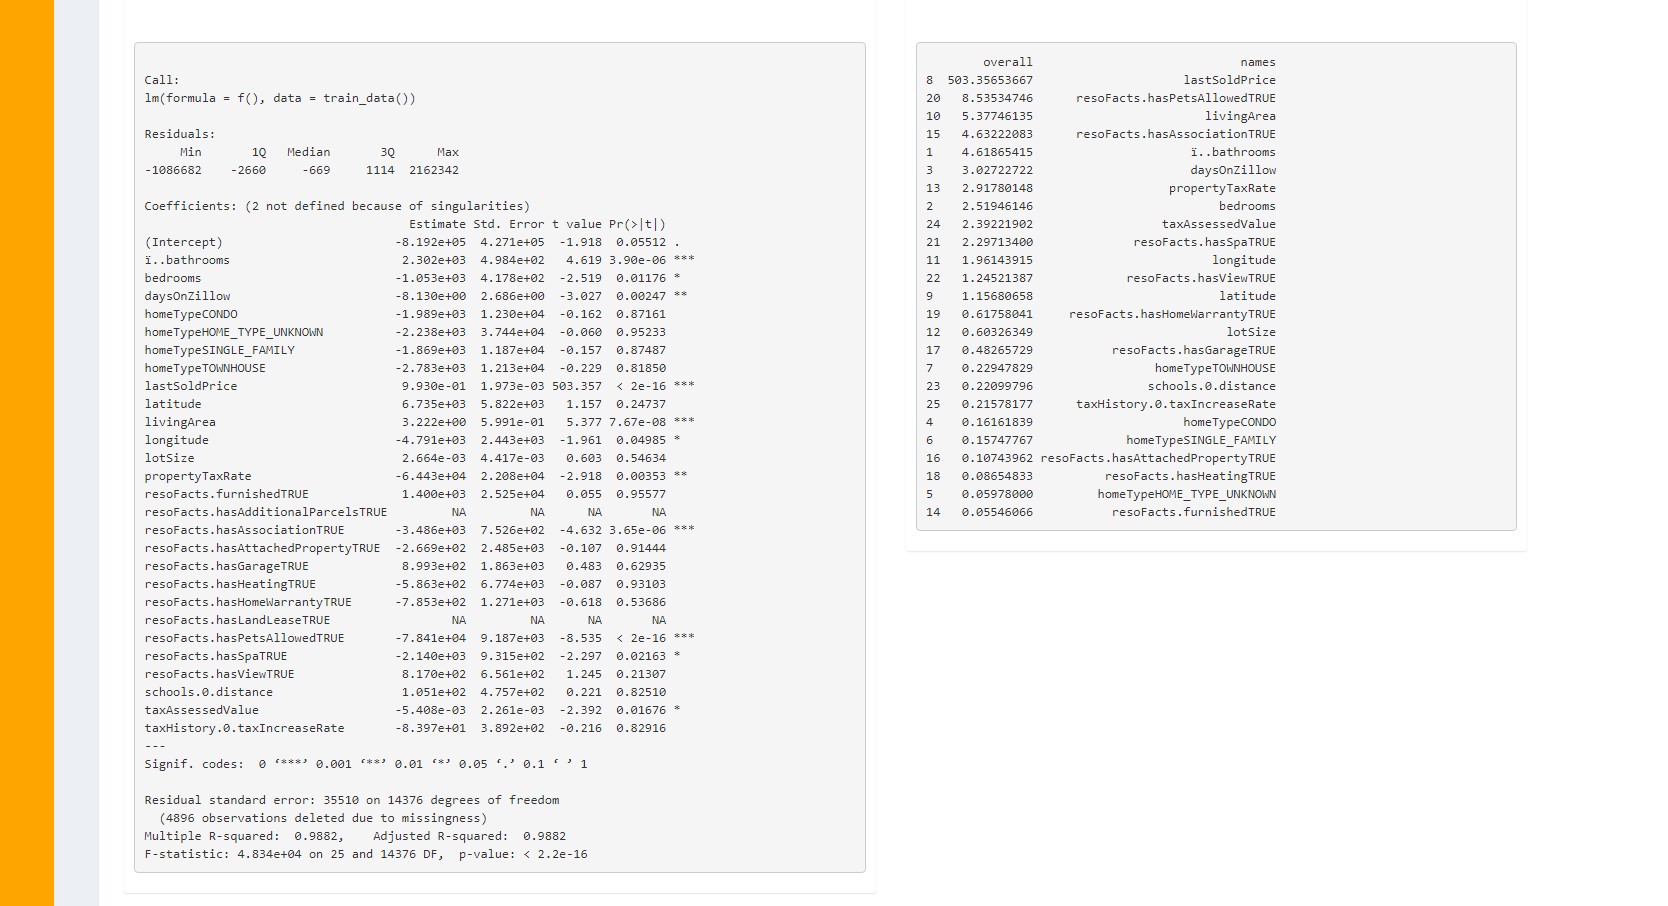 Call:
lm(formula = f(), data = train_data())
Residuals:
Min 1Q Median 3Q Max
-1086682 -2660 -669 1114 2162342
Coefficients: (2 not defined because of singularities)
Estimate Std. Error t value Pr(>|t|)
(Intercept) -8.192e+05 4.271e+05 -1.918 0.05512 .
ï..bathrooms 2.302e+03 4.984e+02 4.619 3.90e-06 ***
bedrooms -1.053e+03 4.178e+02 -2.519 0.01176 *
daysOnZillow -8.130e+00 2.686e+00 -3.027 0.00247 **
homeTypeCONDO -1.989e+03 1.230e+04 -0.162 0.87161
homeTypeHOME_TYPE_UNKNOWN -2.238e+03 3.744e+04 -0.060 0.95233
homeTypeSINGLE_FAMILY -1.869e+03 1.187e+04 -0.157 0.87487
homeTypeTOWNHOUSE -2.783e+03 1.213e+04 -0.229 0.81850
lastSoldPrice 9.930e-01 1.973e-03 503.357 < 2e-16 ***
latitude 6.735e+03 5.822e+03 1.157 0.24737
livingArea 3.222e+00 5.991e-01 5.377 7.67e-08 ***
longitude -4.791e+03 2.443e+03 -1.961 0.04985 *
lotSize 2.664e-03 4.417e-03 0.603 0.54634
propertyTaxRate -6.443e+04 2.208e+04 -2.918 0.00353 **
resoFacts.furnishedTRUE 1.400e+03 2.525e+04 0.055 0.95577
resoFacts.hasAdditionalParcelsTRUE NA NA NA NA
resoFacts.hasAssociationTRUE -3.486e+03 7.526e+02 -4.632 3.65e-06 ***
resoFacts.hasAttachedPropertyTRUE -2.669e+02 2.485e+03 -0.107 0.91444
resoFacts.hasGarageTRUE 8.993e+02 1.863e+03 0.483 0.62935
resoFacts.hasHeatingTRUE -5.863e+02 6.774e+03 -0.087 0.93103
resoFacts.hasHomeWarrantyTRUE -7.853e+02 1.271e+03 -0.618 0.53686
resoFacts.hasLandLeaseTRUE NA NA NA NA
resoFacts.hasPetsAllowedTRUE -7.841e+04 9.187e+03 -8.535 < 2e-16 ***
resoFacts.hasSpaTRUE -2.140e+03 9.315e+02 -2.297 0.02163 *
resoFacts.hasViewTRUE 8.170e+02 6.561e+02 1.245 0.21307
schools.0.distance 1.051e+02 4.757e+02 0.221 0.82510
taxAssessedValue -5.408e-03 2.261e-03 -2.392 0.01676 *
taxHistory.0.taxIncreaseRate -8.397e+01 3.892e+02 -0.216 0.82916
---
Signif. codes: 0 ‘***’ 0.001 ‘**’ 0.01 ‘*’ 0.05 ‘.’ 0.1 ‘ ’ 1
Residual standard error: 35510 on 14376 degrees of freedom
(4896 observations deleted due to missingness)
Multiple R-squared: 0.9882, Adjusted R-squared: 0.9882
F-statistic: 4.834e+04 on 25 and 14376 DF, p-value: < 2.2e-16
overall names
8 503.35653667 lastSoldPrice
20 8.53534746 resoFacts.hasPetsAllowedTRUE
10 5.37746135 livingArea
15 4.63222083 resoFacts.hasAssociationTRUE
1 4.61865415 ï..bathrooms
3 3.02722722 daysOnZillow
13 2.91780148 propertyTaxRate
2 2.51946146 bedrooms
24 2.39221902 taxAssessedValue
21 2.29713400 resoFacts.hasSpaTRUE
11 1.96143915 longitude
22 1.24521387 resoFacts.hasViewTRUE
9 1.15680658 latitude
19 0.61758041 resoFacts.hasHomeWarrantyTRUE
12 0.60326349 lotSize
17 0.48265729 resoFacts.hasGarageTRUE
7 0.22947829 homeTypeTOWNHOUSE
23 0.22099796 schools.0.distance
25 0.21578177 taxHistory.0.taxIncreaseRate
4 0.16161839 homeTypeCONDO
6 0.15747767 homeTypeSINGLE_FAMILY
16 0.10743962 resoFacts.hasAttachedPropertyTRUE
18 0.08654833 resoFacts.hasHeatingTRUE
5 0.05978000 homeTypeHOME_TYPE_UNKNOWN
14 0.05546066 resoFacts.furnishedTRUE